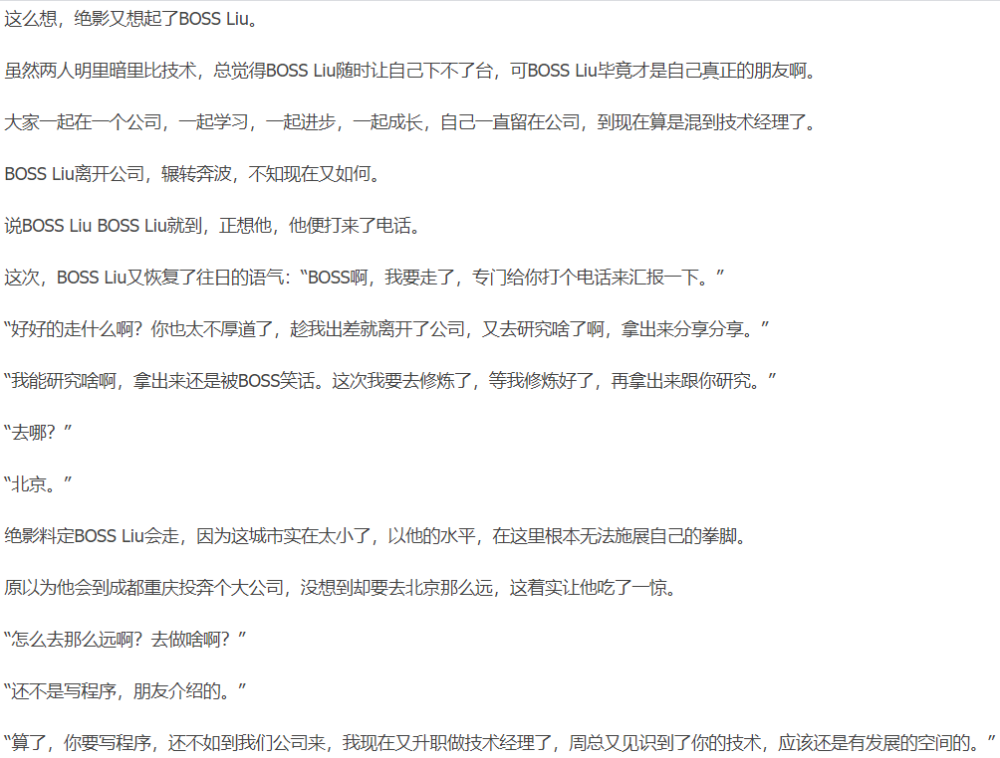 这么想，绝影又想起了BOSS Liu。
虽然两人明里暗里比技术，总觉得BOSS Liu随时让自己下不了台，可BOSS Liu毕竟才是自己真正的朋友啊。
大家一起在一个公司，一起学习，一起进步，一起成长，自己一直留在公司，到现在算是混到技术经理了。
BOSS Liu离开公司，辗转奔波，不知现在又如何。
说BOSS Liu BOSS Liu就到，正想他，他便打来了电话。
这次，BOSS Liu又恢复了往日的语气：“BOSS啊，我要走了，专门给你打个电话来汇报一下。”
“好好的走什么啊？你也太不厚道了，趁我出差就离开了公司，又去研究啥了啊，拿出来分享分享。”
“我能研究啥啊，拿出来还是被BOSS笑话。这次我要去修炼了，等我修炼好了，再拿出来跟你研究。”
“去哪？”
“北京。”
绝影料定BOSS Liu会走，因为这城市实在太小了，以他的水平，在这里根本无法施展自己的拳脚。
原以为他会到成都重庆投奔个大公司，没想到却要去北京那么远，这着实让他吃了一惊。
“怎么去那么远啊？去做啥啊？”
“还不是写程序，朋友介绍的。”
“算了，你要写程序，还不如到我们公司来，我现在又升职做技术经理了，周总又见识到了你的技术，应该还是有发展的空间的。”